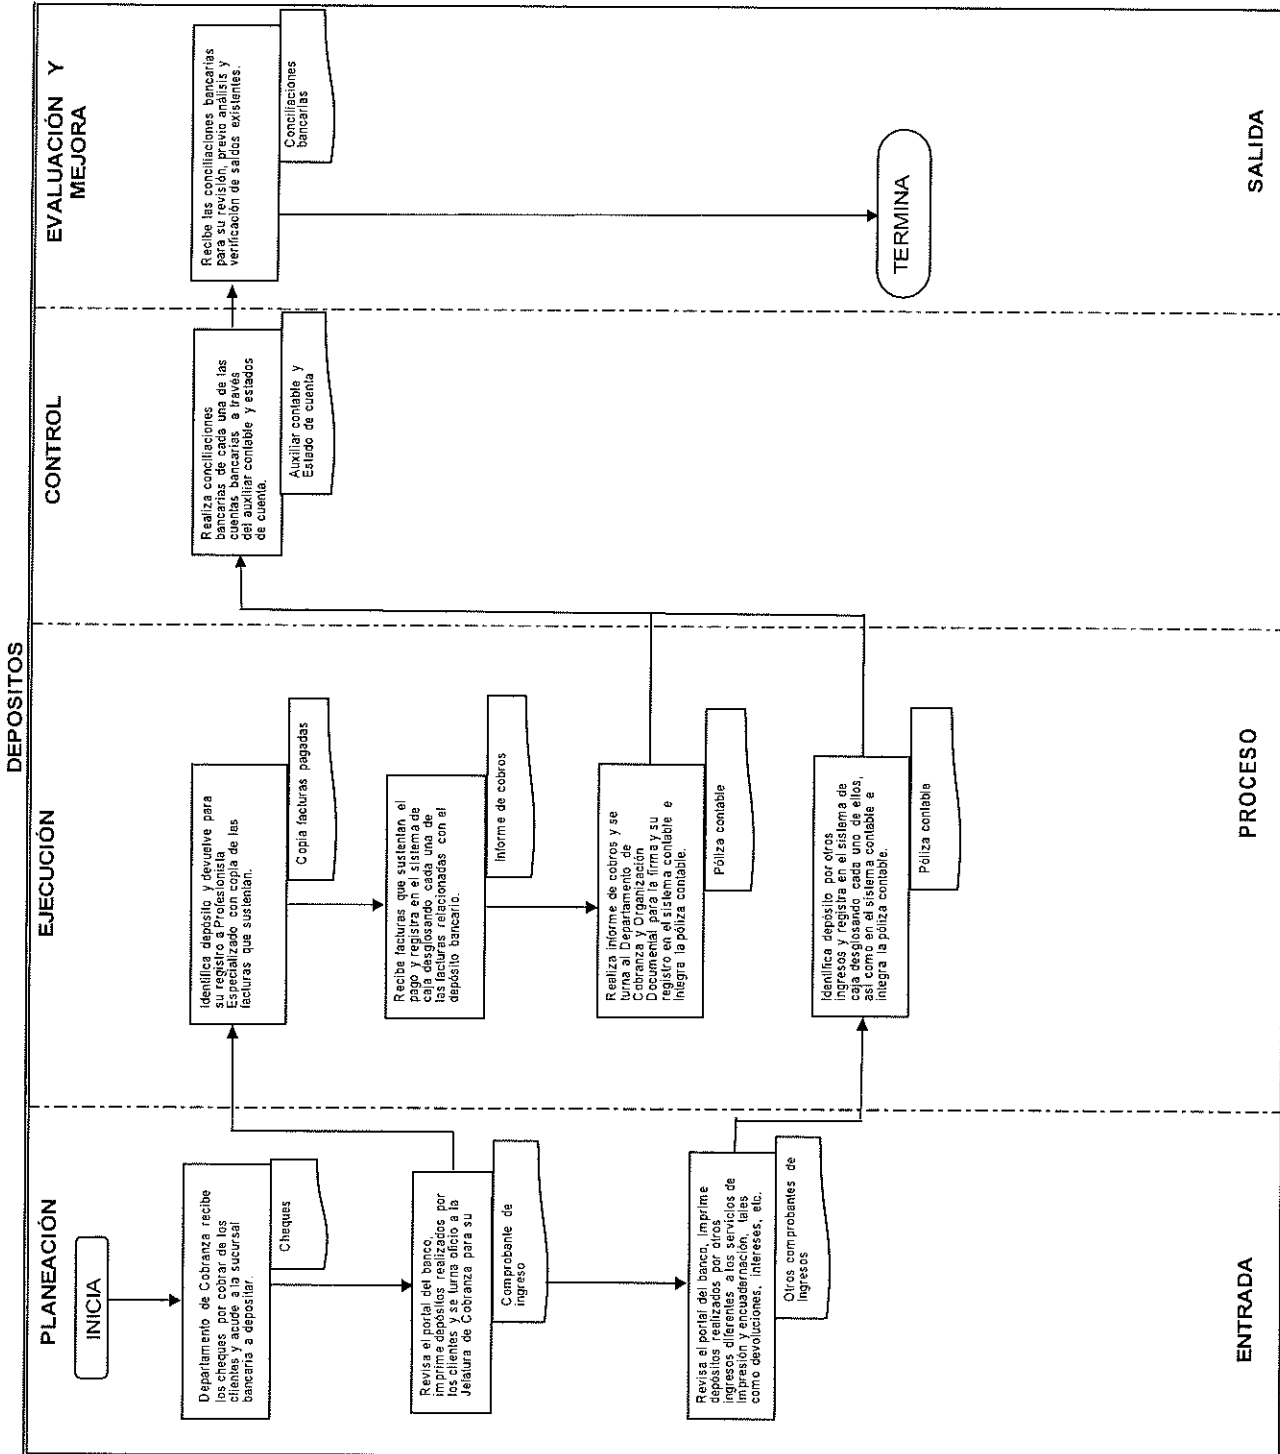 DEPOSITOS
PLANEACIÓN
EJECUCIÓN
CONTROL
EVALUACIÓN Y
MEJORA
INICIA
Departamento de Cobranza recibe
los cheques por cobrar de los
clientes y acude a la sucursal
bancaria a depositar.
Cheques
Revisa el portal del banco,
imprime depósitos realizados por
los clientes y se turna oficio a la
Jefatura de Cobranza para su
Comprobante de
ingreso
Revisa el portal del banco, imprime
depósitos realizados por otros
ingresos diferentes a los servicios de
impresión y encuadernación, tales
como devoluciones, intereses, etc.
Otros comprobantes de
Ingresos
Identifica depósito y devuelve para
su registro a Profesionista
Especializado con copia de las
facturas que sustentan.
Copia facturas pagadas
Recibe facturas que sustentan el
pago y registra en el sistema de
caja desglosando cada una de
las facturas relacionadas con el
depósito bancario.
Informe de cobros
Realiza informe de cobros y se
turna al Departamento de
Cobranza y Organización
Documental para la firma y su
registro en el sistema contable e
integra la póliza contable.
Póliza contable
Identifica depósito por otros
ingresos y registra en el sistema de
caja desglosando cada uno de ellos,
así como en el sistema contable e
integra la póliza contable.
Póliza contable
Realiza conciliaciones
bancarias de cada una de las
cuentas bancarias a través
del auxiliar contable y estados
de cuenta.
Auxiliar contable y
Estado de cuenta
Recibe las conciliaciones bancarias
para su revisión, previo análisis y
verificación de saldos existentes.
Conciliaciones
bancarias
TERMINA
ENTRADA
PROCESO
SALIDA